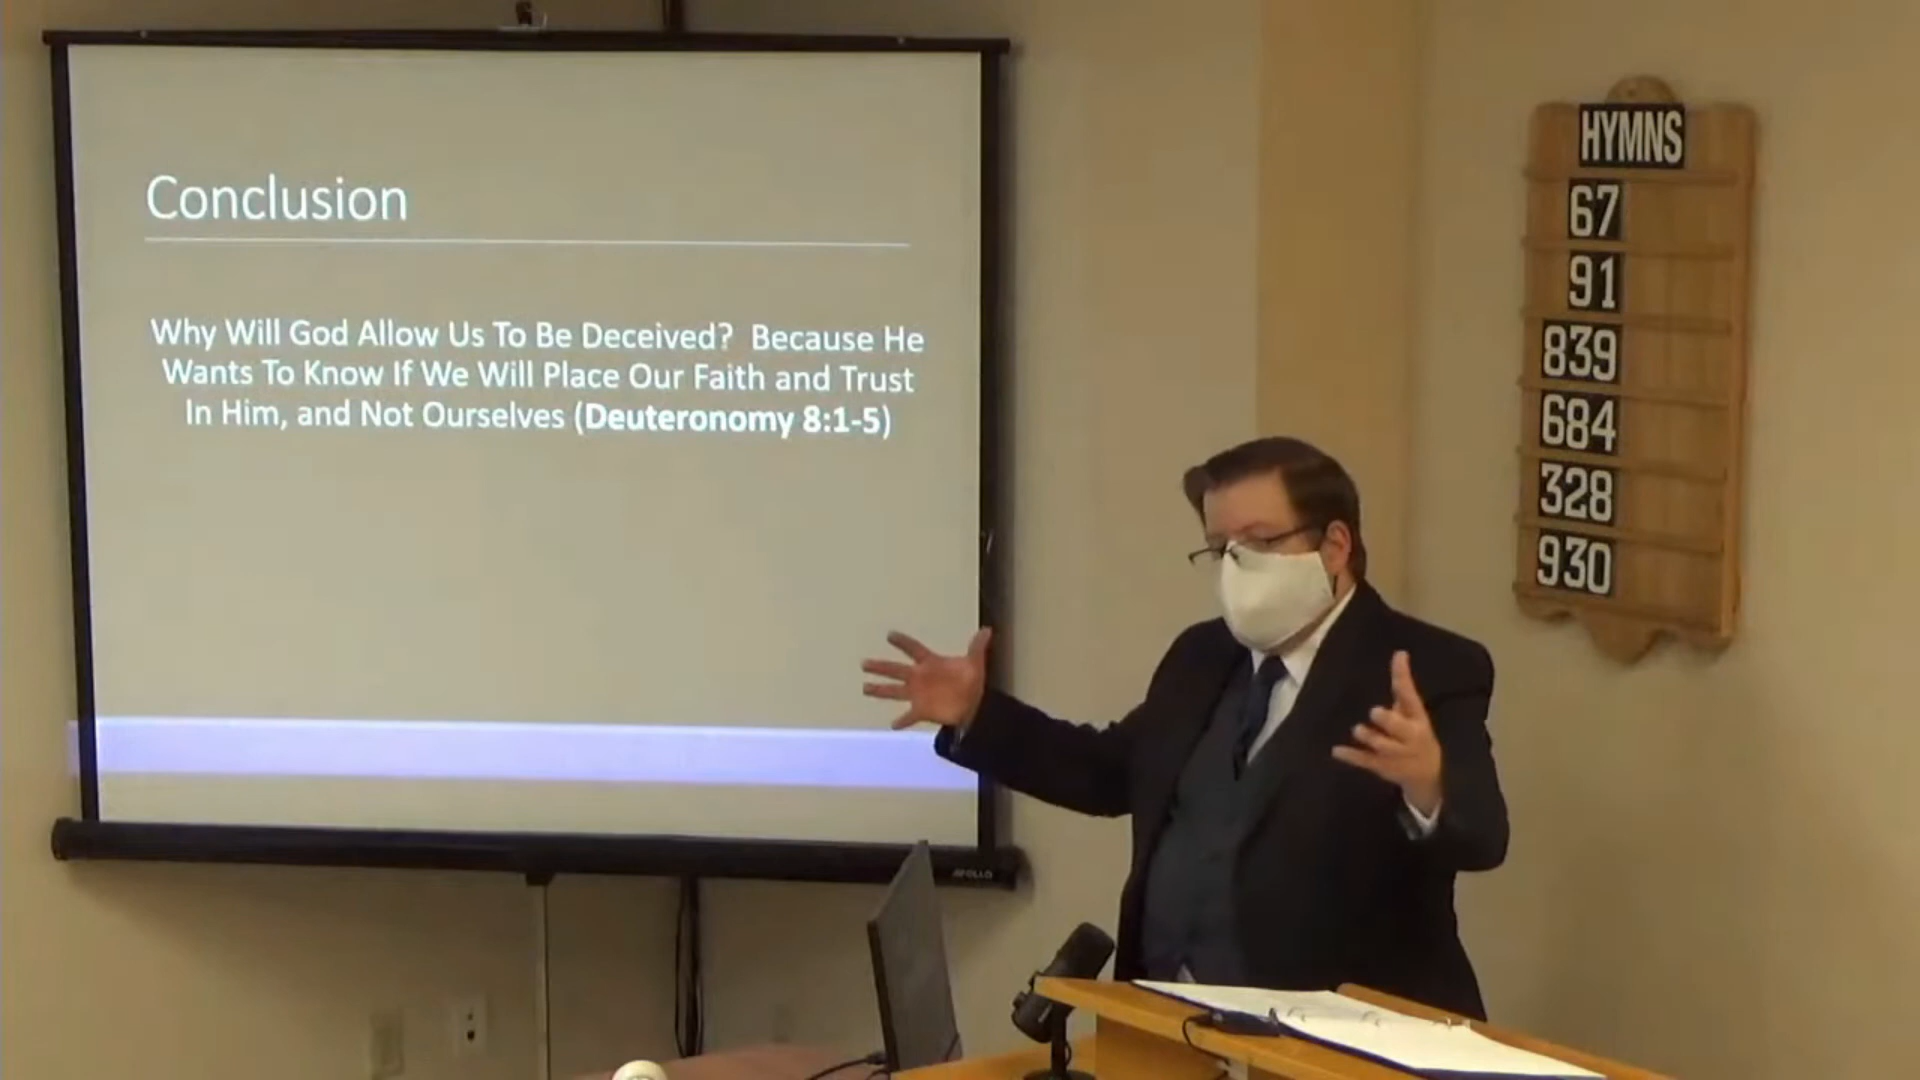 Conclusion
Why Will God Allow Us To Be Deceived? Because He
Wants To Know If We Will Place Our Faith and Trust
In Him, and Not Ourselves (Deuteronomy 8:1-5)
APOLLO
HYMNS
67
91
839
684
328
930